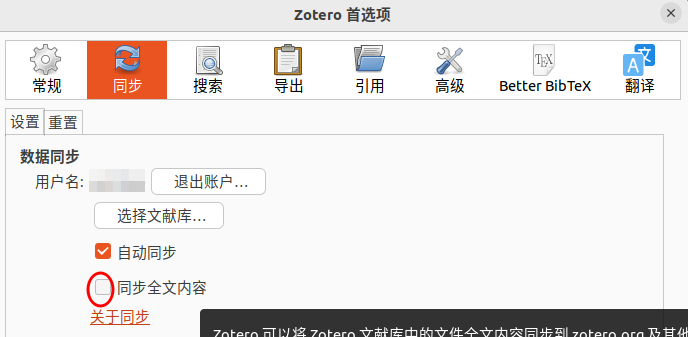 Zotero 首选项
常规 同步 搜索 导出 引用 高级 Better BibTeX 翻译
设置 重置
数据同步
用户名: 退出账户...
选择文献库...
自动同步
同步全文内容
关于同步
Zotero 可以将 Zotero 文献库中的文件全文内容同步到 zotero.org 及其他